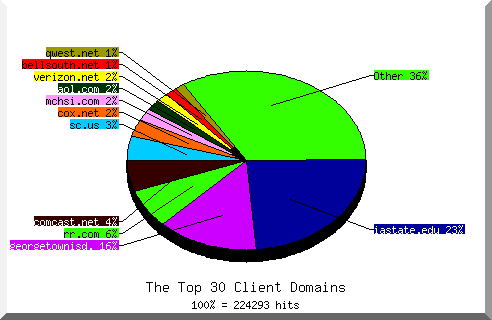 qwest.net 1%
bellsouth.net 1%
verizon.net 2%
aol.com 2%
mchsi.com 2%
cox.net 2%
sc.us 3%
Other 36%
comcast.net 4%
rr.com 6%
georgetownisd. 16%
iastate.edu 23%
The Top 30 Client Domains
100% = 224293 hits